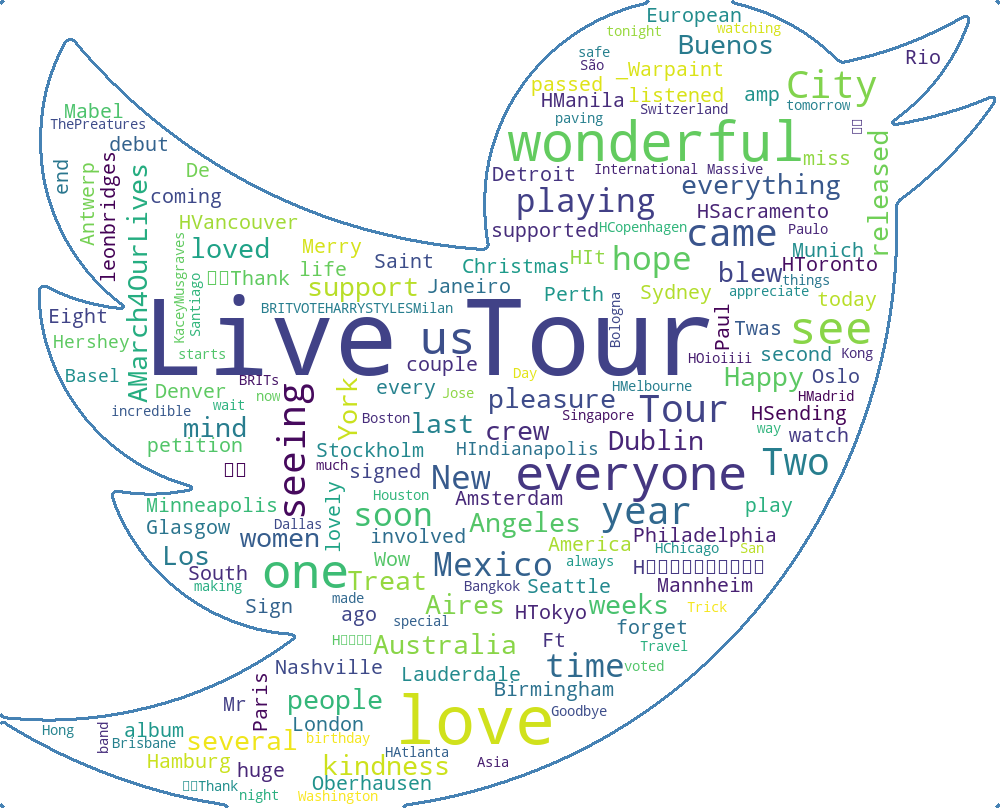 European
tonight
watching
Buenos
Rio
safe
São
_Warpaint
passed
City
HManila
listened
amp
tomorrow
Switzerland
paving
wonderful
miss
released
Mabel
ThePreatures
debut
end
Antwerp
leonbridges
AMarch4OurLives
De
coming
Detroit
International Massive
everything
playing
HSacramento
supported
HCopenhagen
came
Paulo
HVancouver
KaceyMusgraves
Santiago
loved
Merry
Saint
Christmas
HIt
hope
Munich
HToronto
blew
things
Thank
life
support
Janeiro
Perth
Sydney
appreciate
today
Eight
BRITVOTEHARRYSTYLESMilan
Live Tour
us
Bologna
Paul
Twas
see
Hershey
starts
couple
HOioiiii
second
Kong
Basel
BRITs
Day
Happy
Oslo
Denver
now
every
Jose
HMelbourne
HMadrid
incredible
wait
seeing
York
Boston
last
pleasure
Singapore
Tour
HSending
mind
crew
Dublin
way
watch
petition
Stockholm
HIndianapolis
Two
much
signed
New
everyone
Minneapolis
lovely
Houston
Amsterdam
year
play
Glasgow
Dallas
soon
Angeles
women
involved
America
Philadelphia
HChicago
San
Los
Wow
Mexico
always
H
South
one
Treat
Bangkok
Seattle
Mannheim
making
made
Sign
ago
Aires
HTokyo
weeks
Trick
special
forget
H
Australia
Ft
Travel
Nashville
Lauderdale
time
voted
Mr
Paris
people
Birmingham
love
Goodbye
London
Hong
band
album
Brisbane
several
birthday
HAtlanta
Hamburg
huge
kindness
Asia
Thank
Oberhausen
night
Washington